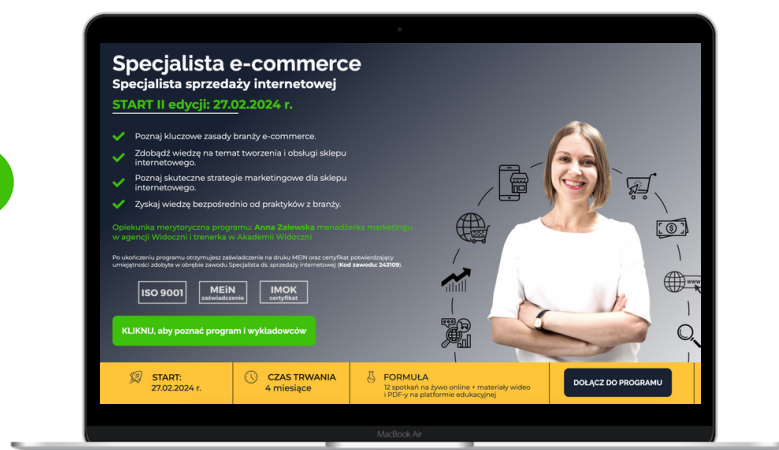 Specjalista e-commerce
Specjalista sprzedaży internetowej
START II edycji: 27.02.2024 r.
Poznaj kluczowe zasady branży e-commerce.
Zdobądź wiedzę na temat tworzenia i obsługi sklepu
internetowego.
Poznaj skuteczne strategie marketingowe dla sklepu
internetowego.
Zyskaj wiedzę bezpośrednio od praktyków z branży.
Opiekunka merytoryczna programu: Anna Zalewska menadżerka marketingu
w agencji Widoczni i trenerka w Akademii Widoczni
Po ukończeniu programu otrzymujesz zaświadczenie na druku MEiN oraz certyfikat potwierdzający
umiejętności zdobyte w obrębie zawodu Specjalista ds. sprzedaży internetowej (Kod zawodu: 243109).
ISO 9001
MEiN
zaświadczenie
IMOK
certyfikat
KLIKNIJ, aby poznać program i wykładowców
www
START:
27.02.2024 r.
CZAS TRWANIA
4 miesiące
FORMUŁA
12 spotkań na żywo online + materiały wideo
i PDF-y na platformie edukacyjnej
DOŁĄCZ DO PROGRAMU
MacBook Air